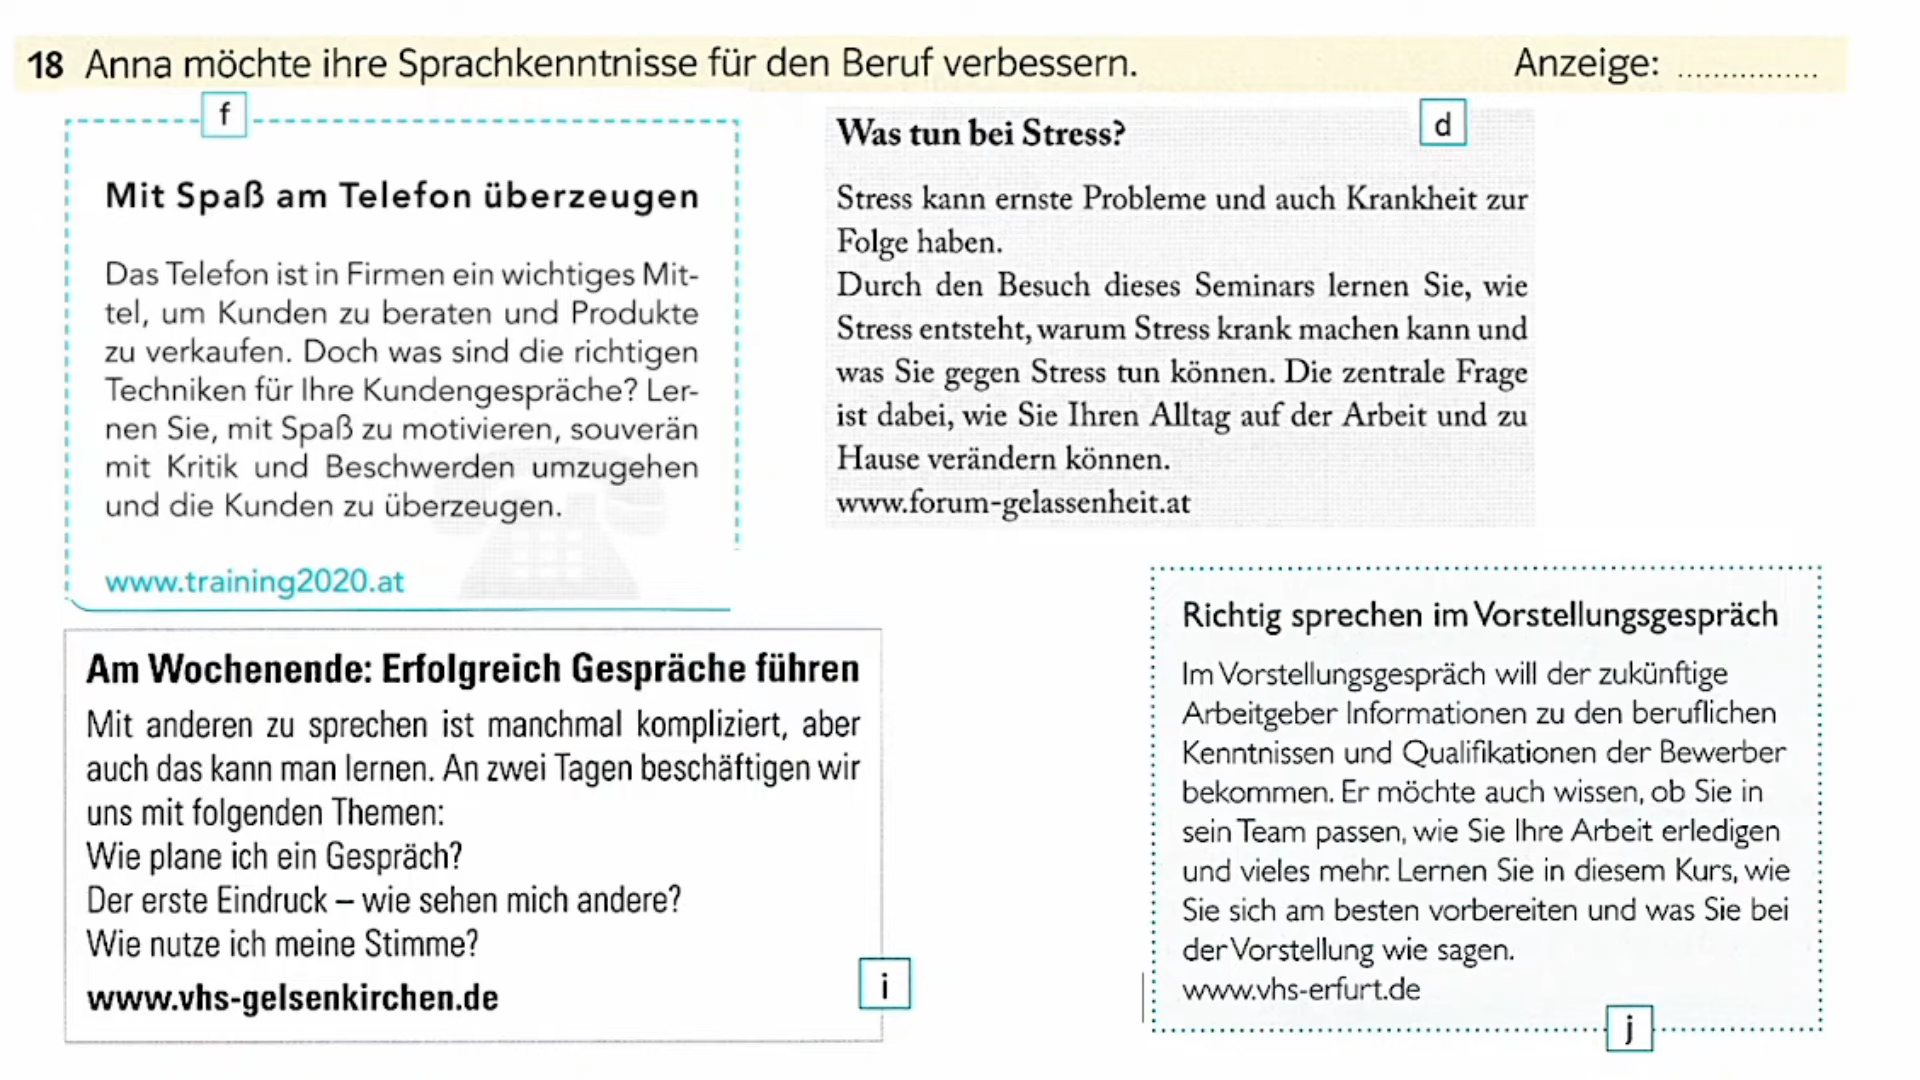 18 Anna möchte ihre Sprachkenntnisse für den Beruf verbessern. Anzeige: ...............
f
Mit Spaß am Telefon überzeugen
Das Telefon ist in Firmen ein wichtiges Mit-
tel, um Kunden zu beraten und Produkte
zu verkaufen. Doch was sind die richtigen
Techniken für Ihre Kundengespräche? Ler-
nen Sie, mit Spaß zu motivieren, souverän
mit Kritik und Beschwerden umzugehen
und die Kunden zu überzeugen.
www.training2020.at
d
Was tun bei Stress?
Stress kann ernste Probleme und auch Krankheit zur
Folge haben.
Durch den Besuch dieses Seminars lernen Sie, wie
Stress entsteht, warum Stress krank machen kann und
was Sie gegen Stress tun können. Die zentrale Frage
ist dabei, wie Sie Ihren Alltag auf der Arbeit und zu
Hause verändern können.
www.forum-gelassenheit.at
Am Wochenende: Erfolgreich Gespräche führen
Mit anderen zu sprechen ist manchmal kompliziert, aber
auch das kann man lernen. An zwei Tagen beschäftigen wir
uns mit folgenden Themen:
Wie plane ich ein Gespräch?
Der erste Eindruck – wie sehen mich andere?
Wie nutze ich meine Stimme?
www.vhs-gelsenkirchen.de
i
Richtig sprechen im Vorstellungsgespräch
Im Vorstellungsgespräch will der zukünftige
Arbeitgeber Informationen zu den beruflichen
Kenntnissen und Qualifikationen der Bewerber
bekommen. Er möchte auch wissen, ob Sie in
sein Team passen, wie Sie Ihre Arbeit erledigen
und vieles mehr. Lernen Sie in diesem Kurs, wie
Sie sich am besten vorbereiten und was Sie bei
der Vorstellung wie sagen.
www.vhs-erfurt.de
j